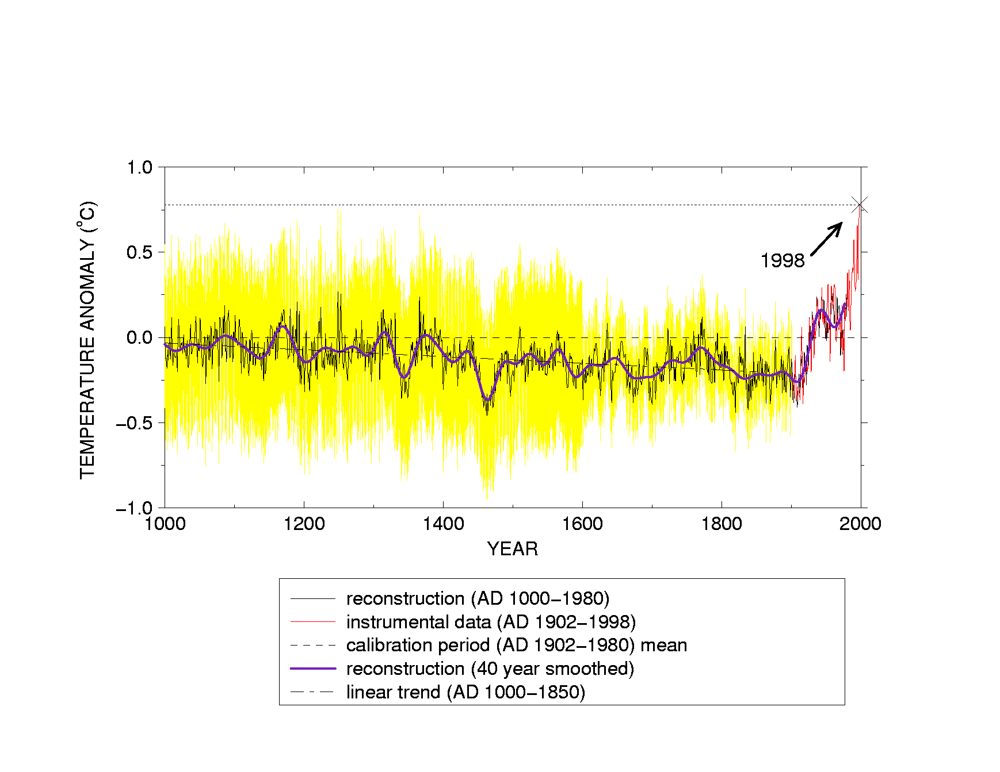 1.0
0.5
0.0
−0.5
−1.0
TEMPERATURE ANOMALY (°C)
1998
1000 1200 1400 1600 1800 2000
YEAR
reconstruction (AD 1000−1980)
instrumental data (AD 1902−1998)
calibration period (AD 1902−1980) mean
reconstruction (40 year smoothed)
linear trend (AD 1000−1850)